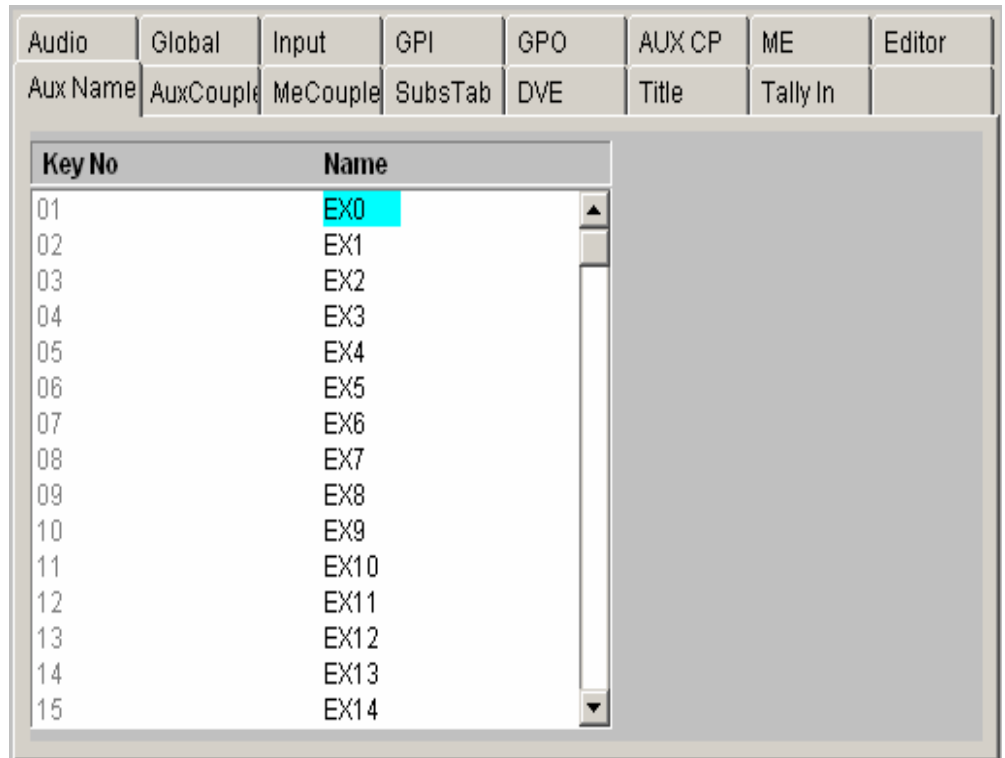 Audio Global Input GPI GPO AUX CP ME Editor
Aux Name AuxCouple MeCouple SubsTab DVE Title Tally In
Key No Name
01 EX0
02 EX1
03 EX2
04 EX3
05 EX4
06 EX5
07 EX6
08 EX7
09 EX8
10 EX9
11 EX10
12 EX11
13 EX12
14 EX13
15 EX14